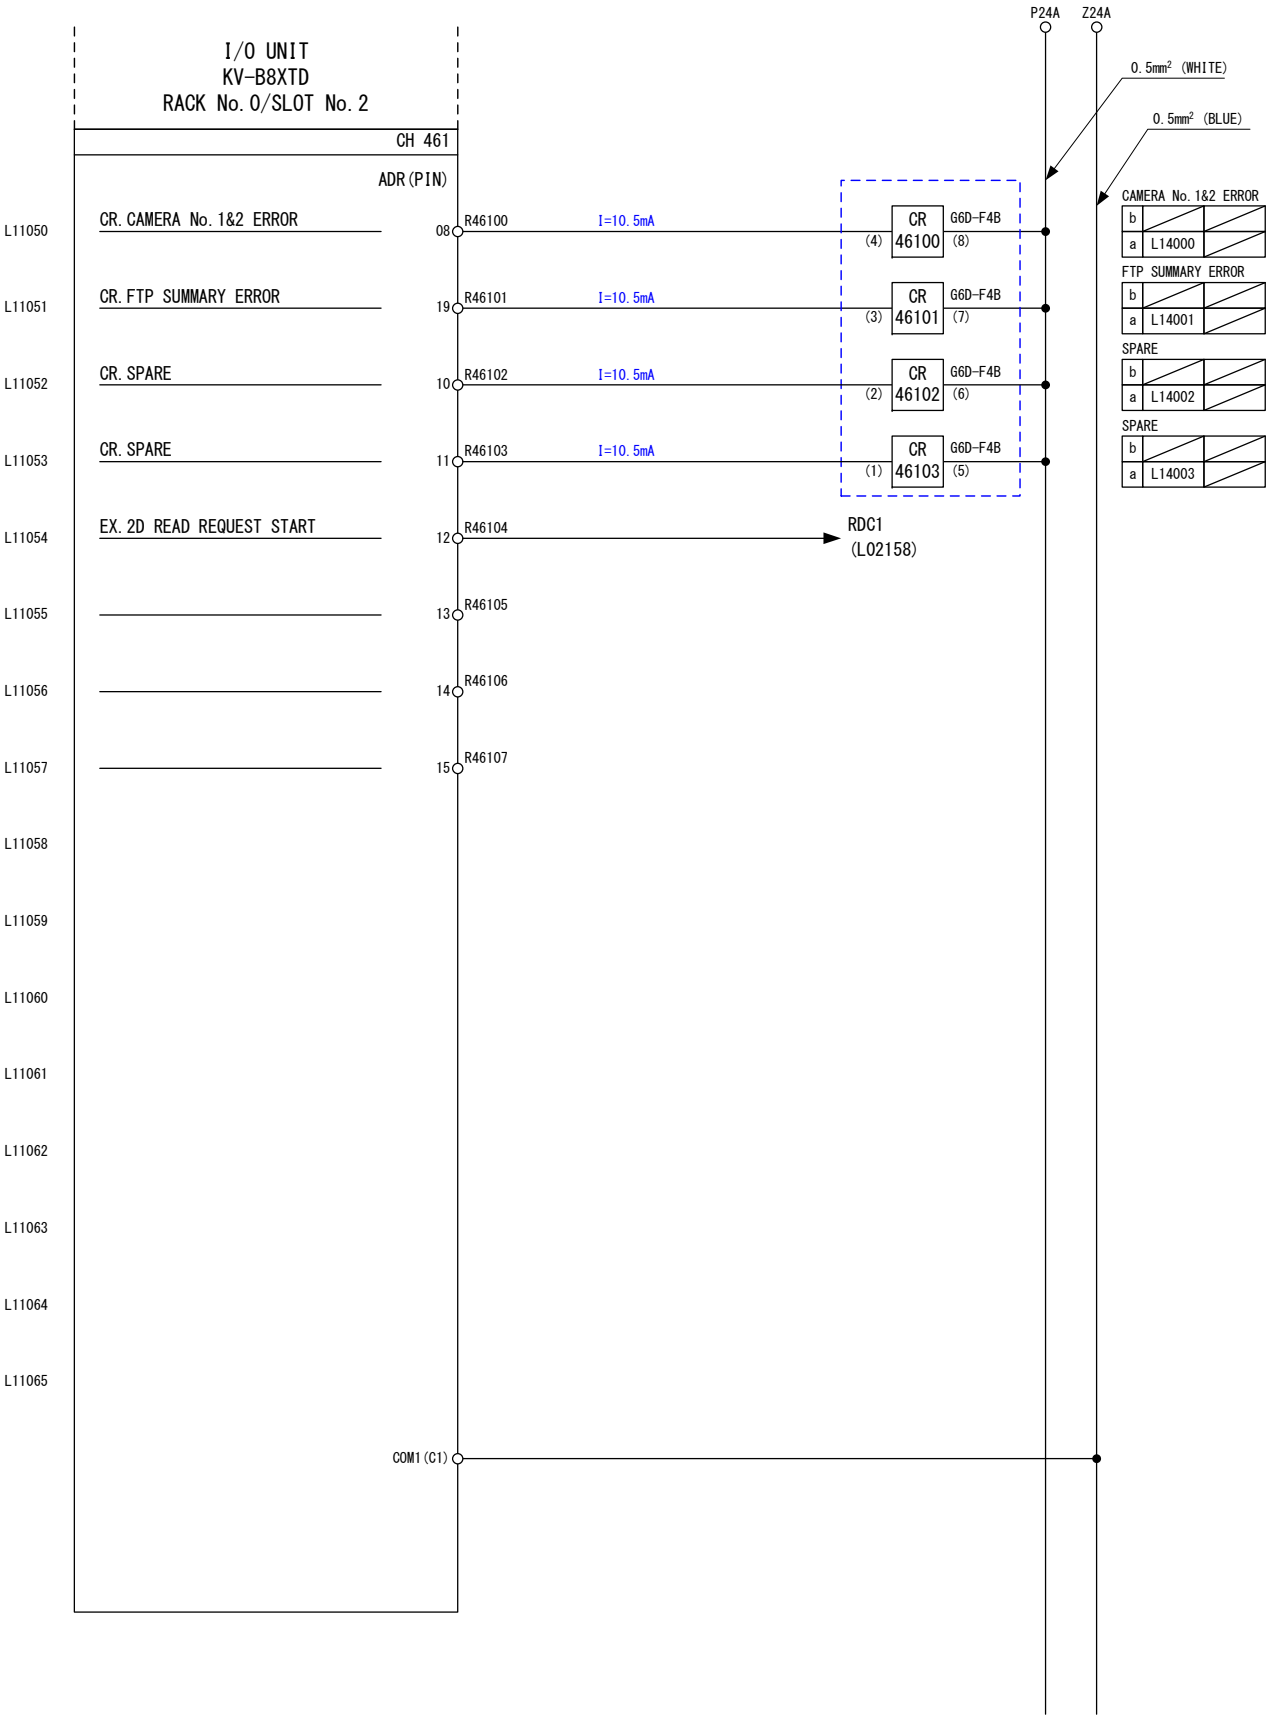 P24A Z24A
I/O UNIT
KV-B8XTD
RACK No.0/SLOT No.2
0.5mm² (WHITE)
0.5mm² (BLUE)
CH 461
ADR(PIN)
L11050 CR.CAMERA No.1&2 ERROR 08 R46100 I=10.5mA (4) CR 46100 G6D-F4B (8)
CAMERA No.1&2 ERROR
b
a L14000
L11051 CR.FTP SUMMARY ERROR 19 R46101 I=10.5mA (3) CR 46101 G6D-F4B (7)
FTP SUMMARY ERROR
b
a L14001
L11052 CR.SPARE 10 R46102 I=10.5mA (2) CR 46102 G6D-F4B (6)
SPARE
b
a L14002
L11053 CR.SPARE 11 R46103 I=10.5mA (1) CR 46103 G6D-F4B (5)
SPARE
b
a L14003
L11054 EX.2D READ REQUEST START 12 R46104 RDC1
(L02158)
L11055 13 R46105
L11056 14 R46106
L11057 15 R46107
L11058
L11059
L11060
L11061
L11062
L11063
L11064
L11065
COM1(C1)